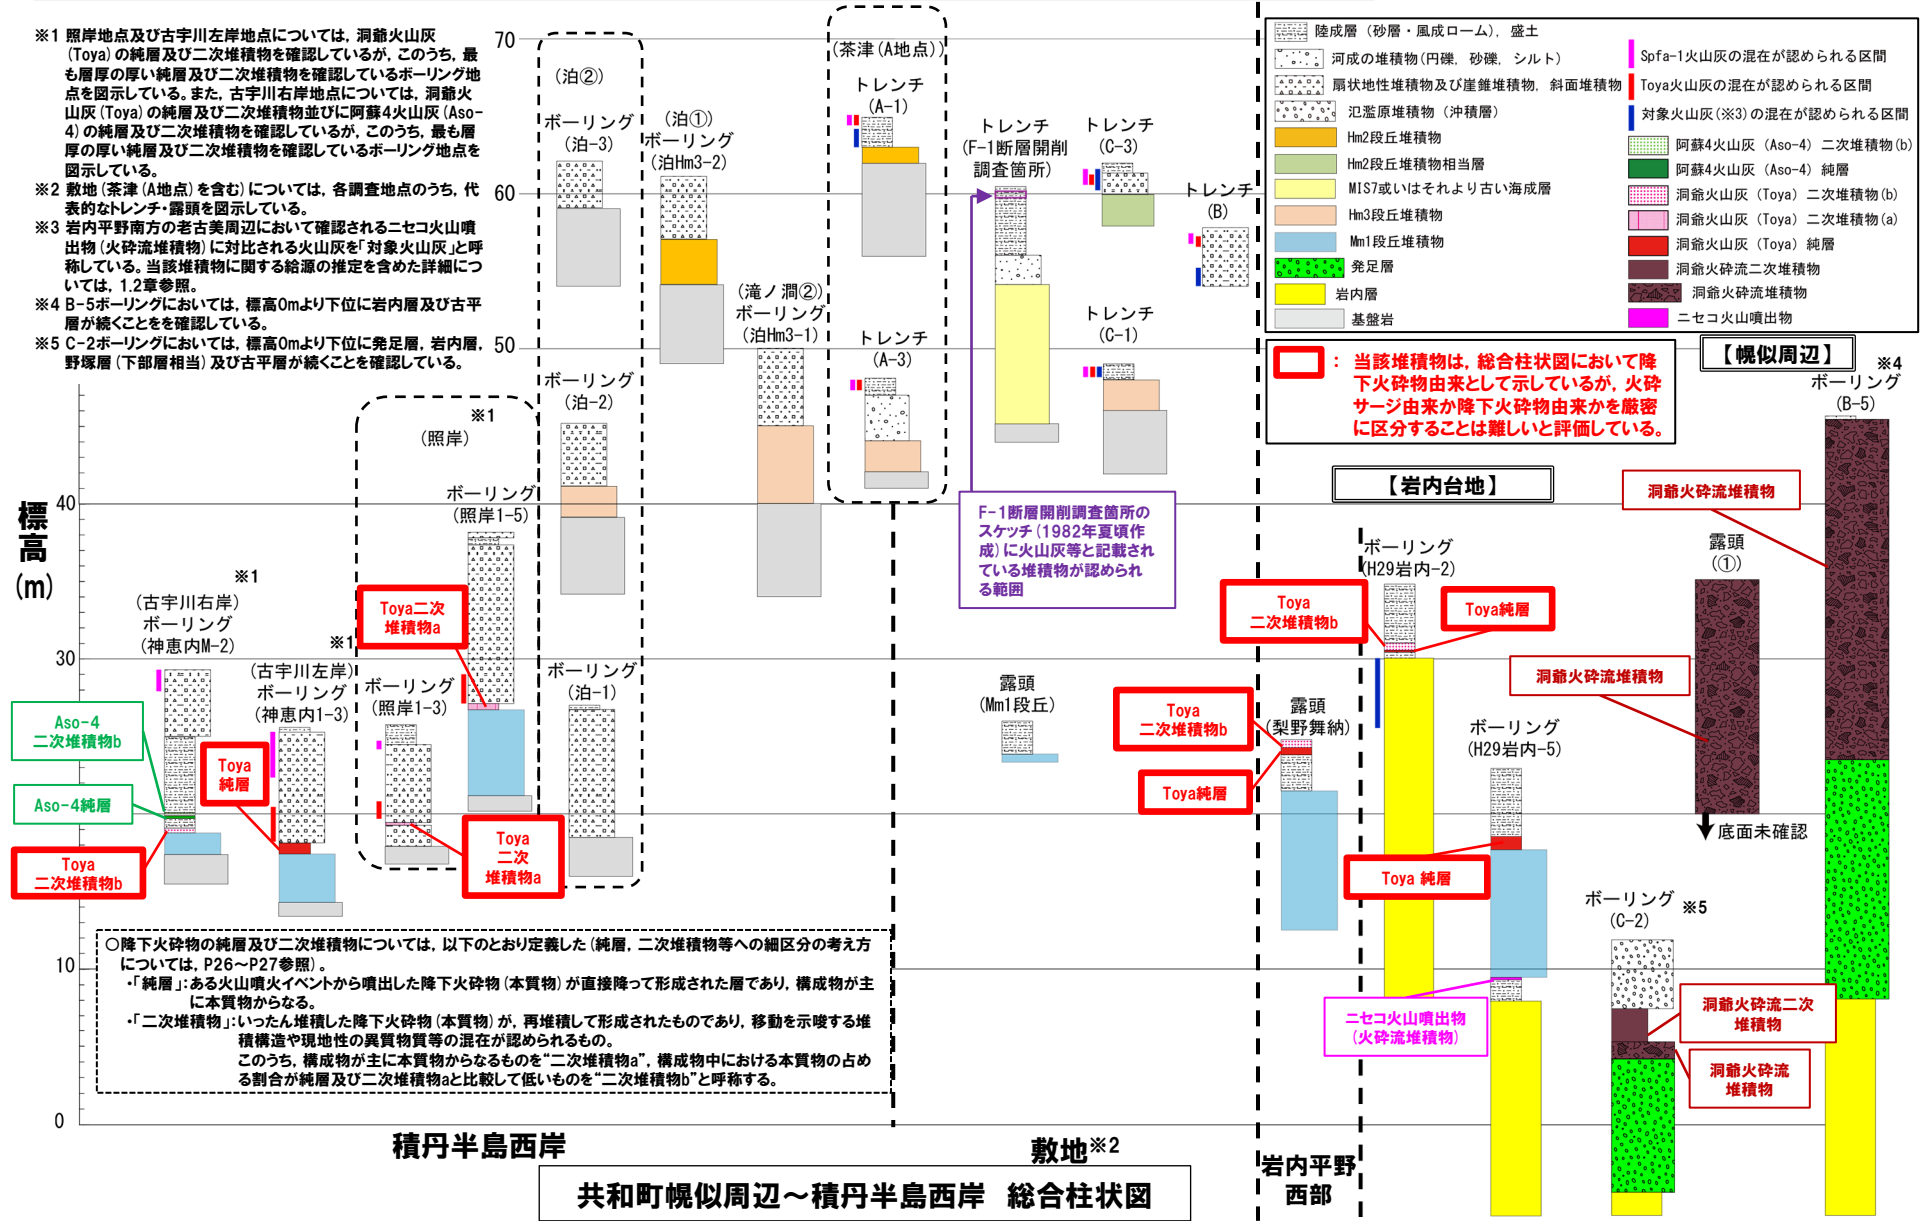 ※1 照岸地点及び古宇川左岸地点については，洞爺火山灰
(Toya)の純層及び二次堆積物を確認しているが，このうち，最
も層厚の厚い純層及び二次堆積物を確認しているボーリング地
点を図示している。また，古宇川右岸地点については，洞爺火
山灰(Toya)の純層及び二次堆積物並びに阿蘇4火山灰(Aso-
4)の純層及び二次堆積物を確認しているが，このうち，最も層
厚の厚い純層及び二次堆積物を確認しているボーリング地点を
図示している。
※2 敷地(茶津(A地点)を含む)については，各調査地点のうち，代
表的なトレンチ・露頭を図示している。
※3 岩内平野南方の老古美周辺において確認されるニセコ火山噴
出物(火砕流堆積物)に対比される火山灰を「対象火山灰」と呼
称している。当該堆積物に関する給源の推定を含めた詳細につ
いては，1.2章参照。
※4 B-5ボーリングにおいては，標高0mより下位に岩内層及び古平
層が続くことをを確認している。
※5 C-2ボーリングにおいては，標高0mより下位に発足層，岩内層，
野塚層(下部層相当)及び古平層が続くことを確認している。
70
60
50
40
30
10
0
標高
(m)
(泊②)
ボーリング
(泊-3)
(泊①)
ボーリング
(泊Hm3-2)
(滝ノ澗②)
ボーリング
(泊Hm3-1)
ボーリング
(泊-2)
ボーリング
(泊-1)
(茶津(A地点))
トレンチ
(A-1)
トレンチ
(A-3)
トレンチ
(F-1断層開削
調査箇所)
トレンチ
(C-3)
トレンチ
(B)
トレンチ
(C-1)
陸成層(砂層・風成ローム)，盛土
河成の堆積物(円礫，砂礫，シルト)
扇状地性堆積物及び崖錐堆積物，斜面堆積物
氾濫原堆積物(沖積層)
Hm2段丘堆積物
Hm2段丘堆積物相当層
MIS7或いはそれより古い海成層
Hm3段丘堆積物
Mm1段丘堆積物
発足層
岩内層
基盤岩
Spfa-1火山灰の混在が認められる区間
Toya火山灰の混在が認められる区間
対象火山灰(※3)の混在が認められる区間
阿蘇4火山灰(Aso-4)二次堆積物(b)
阿蘇4火山灰(Aso-4)純層
洞爺火山灰(Toya)二次堆積物(b)
洞爺火山灰(Toya)二次堆積物(a)
洞爺火山灰(Toya)純層
洞爺火砕流二次堆積物
洞爺火砕流堆積物
ニセコ火山噴出物
：当該堆積物は，総合柱状図において降
下火砕物由来として示しているが，火砕
サージ由来か降下火砕物由来かを厳密
に区分することは難しいと評価している。
【幌似周辺】
※4
ボーリング
(B-5)
【岩内台地】
洞爺火砕流堆積物
露頭
(①)
洞爺火砕流堆積物
底面未確認
F-1断層開削調査箇所の
スケッチ(1982年夏頃作
成)に火山灰等と記載され
ている堆積物が認められ
る範囲
※1
(照岸)
ボーリング
(照岸1-5)
Toya二次
堆積物a
ボーリング
(照岸1-3)
Toya
二次
堆積物a
※1
(古宇川右岸)
ボーリング
(神恵内M-2)
※1
(古宇川左岸)
ボーリング
(神恵内1-3)
Aso-4
二次堆積物b
Aso-4純層
Toya
二次堆積物b
Toya
純層
露頭
(Mm1段丘)
Toya
二次堆積物b
Toya純層
露頭
(梨野舞納)
ボーリング
(H29岩内-2)
Toya
二次堆積物b
Toya純層
ボーリング
(H29岩内-5)
Toya 純層
ニセコ火山噴出物
(火砕流堆積物)
ボーリング
(C-2)
※5
洞爺火砕流二次
堆積物
洞爺火砕流
堆積物
○降下火砕物の純層及び二次堆積物については，以下のとおり定義した(純層，二次堆積物等への細区分の考え方
については，P26～P27参照)。
・「純層」：ある火山噴火イベントから噴出した降下火砕物(本質物)が直接降って形成された層であり，構成物が主
に本質物からなる。
・「二次堆積物」：いったん堆積した降下火砕物(本質物)が，再堆積して形成されたものであり，移動を示唆する堆
積構造や現地性の異質物質等の混在が認められるもの。
このうち，構成物が主に本質物からなるものを“二次堆積物a”，構成物中における本質物の占め
る割合が純層及び二次堆積物aと比較して低いものを“二次堆積物b”と呼称する。
積丹半島西岸
敷地※2
岩内平野
西部
共和町幌似周辺～積丹半島西岸 総合柱状図